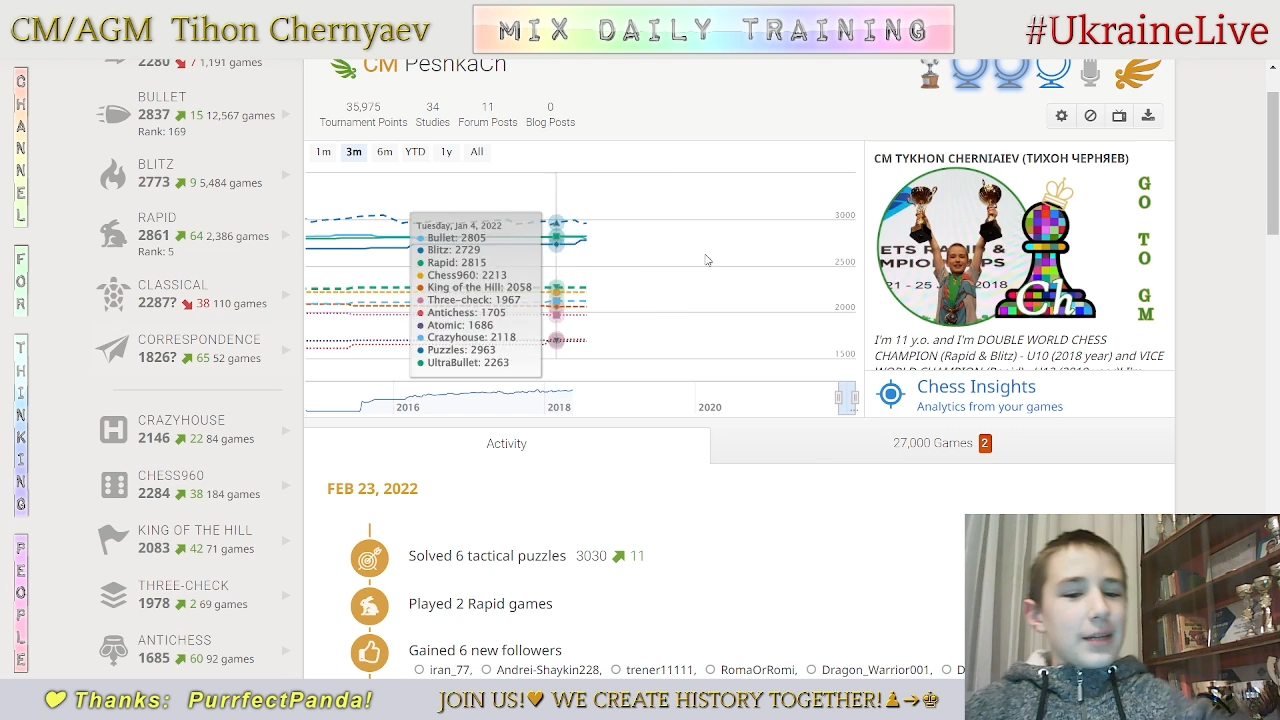 CM/AGM Tihon Chernyaev
MIX DAILY TRAINING
#UkraineLive
CHANNEL
FOR
THINKING
PEOPLE
2280 7 1,191 games
BULLET
2837 15 12,567 games
Rank: 169
BLITZ
2773 9 5,484 games
RAPID
2861 64 2,386 games
Rank: 5
CLASSICAL
2287? 38 110 games
CORRESPONDENCE
1826? 65 52 games
CRAZYHOUSE
2146 22 84 games
CHESS960
2284 38 184 games
KING OF THE HILL
2083 42 71 games
THREE-CHECK
1978 2 69 games
ANTICHESS
1685 60 92 games
CM PeshkaCh
35,975 34 11 0
Tournament Points Studies Forum Posts Blog Posts
1m 3m 6m YTD 1y All
3000
2500
2000
1500
Tuesday, Jan 4, 2022
Bullet: 2805
Blitz: 2729
Rapid: 2815
Chess960: 2213
King of the Hill: 2058
Three-check: 1967
Antichess: 1705
Atomic: 1686
Crazyhouse: 2118
Puzzles: 2963
UltraBullet: 2263
2016 2018 2020
CM TYKHON CHERNIAIEV (ТИХОН ЧЕРНЯЕВ)
ETS RAPID &
21 - 25 2018
Ch
GO TO GM
I'm 11 y.o. and I'm DOUBLE WORLD CHESS
CHAMPION (Rapid & Blitz) - U10 (2018 year) and VICE
Chess Insights
Analytics from your games
Activity
27,000 Games 2
FEB 23, 2022
Solved 6 tactical puzzles 3030 11
Played 2 Rapid games
Gained 6 new followers
iran_77, Andrei-Shaykin228, trener11111, RomaOrRomi, Dragon_Warrior001, D
Thanks: PurrfectPanda!
JOIN US! WE CREATE HISTORY TOGETHER!